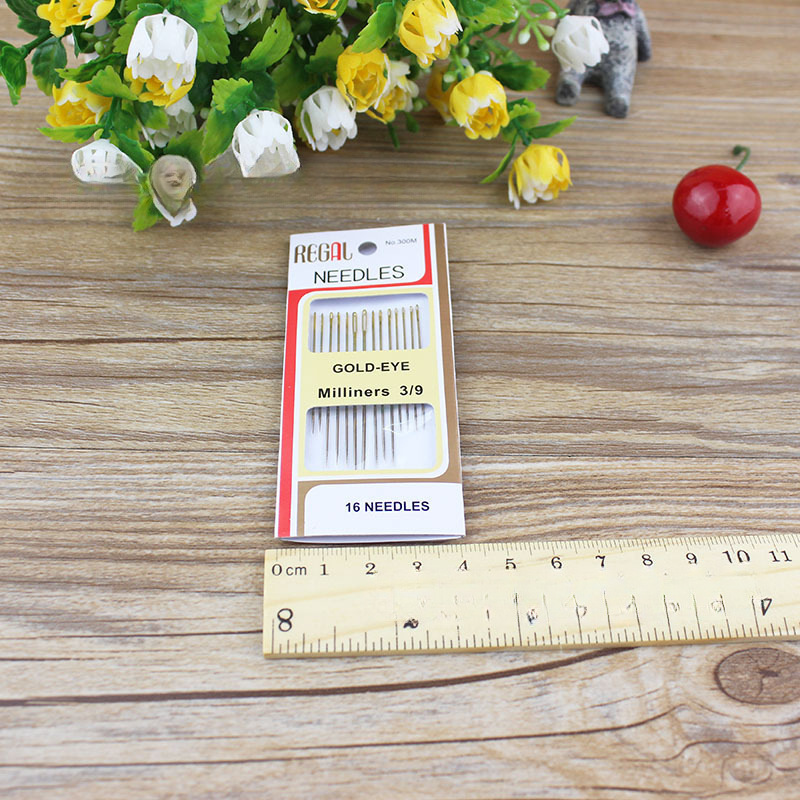 REGAL
No.300M
NEEDLES
GOLD-EYE
Milliners 3/9
16 NEEDLES
0cm 1 2 3 4 5 6 7 8 9 10 11
8